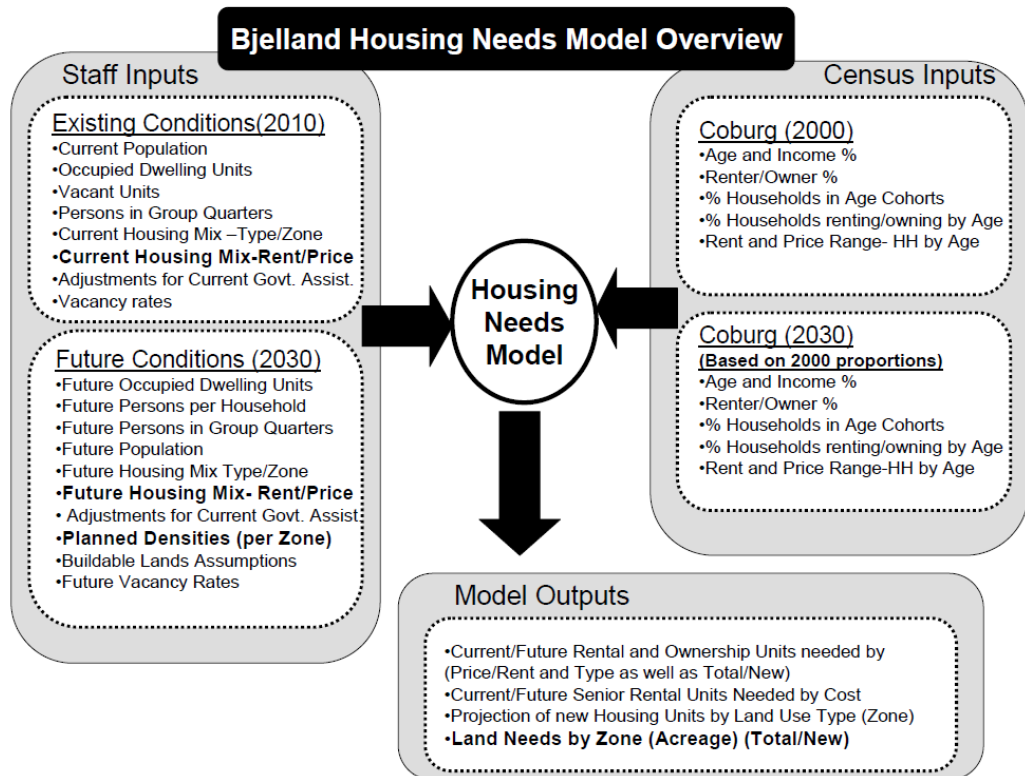 Bjelland Housing Needs Model Overview
Staff Inputs
Existing Conditions(2010)
•Current Population
•Occupied Dwelling Units
•Vacant Units
•Persons in Group Quarters
•Current Housing Mix –Type/Zone
•Current Housing Mix-Rent/Price
•Adjustments for Current Govt. Assist.
•Vacancy rates
Future Conditions (2030)
•Future Occupied Dwelling Units
•Future Persons per Household
•Future Persons in Group Quarters
•Future Population
•Future Housing Mix Type/Zone
•Future Housing Mix- Rent/Price
• Adjustments for Current Govt. Assist.
•Planned Densities (per Zone)
•Buildable Lands Assumptions
•Future Vacancy Rates
Housing
Needs
Model
Census Inputs
Coburg (2000)
•Age and Income %
•Renter/Owner %
•% Households in Age Cohorts
•% Households renting/owning by Age
•Rent and Price Range- HH by Age
Coburg (2030)
(Based on 2000 proportions)
•Age and Income %
•Renter/Owner %
•% Households in Age Cohorts
•% Households renting/owning by Age
•Rent and Price Range-HH by Age
Model Outputs
•Current/Future Rental and Ownership Units needed by
(Price/Rent and Type as well as Total/New)
•Current/Future Senior Rental Units Needed by Cost
•Projection of new Housing Units by Land Use Type (Zone)
•Land Needs by Zone (Acreage) (Total/New)